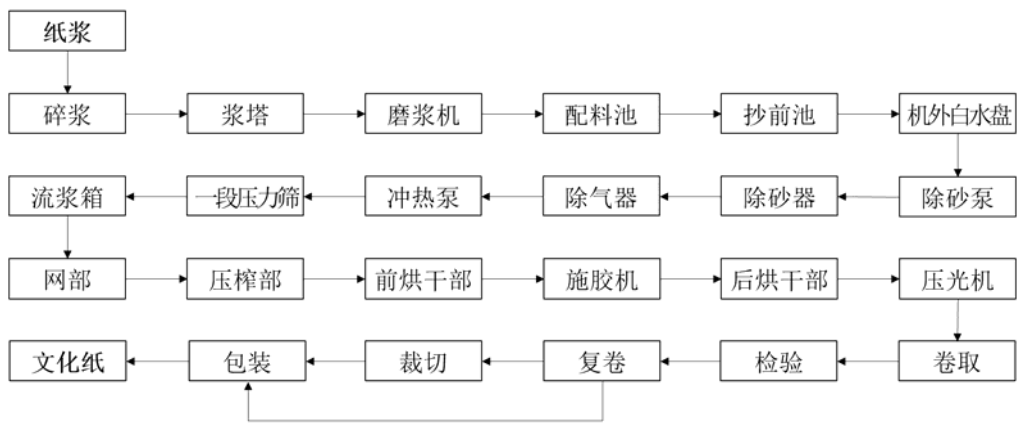 纸浆
碎浆 浆塔 磨浆机 配料池 抄前池 机外白水盘
流浆箱 一段压力筛 冲热泵 除气器 除砂器 除砂泵
网部 压榨部 前烘干部 施胶机 后烘干部 压光机
文化纸 包装 裁切 复卷 检验 卷取